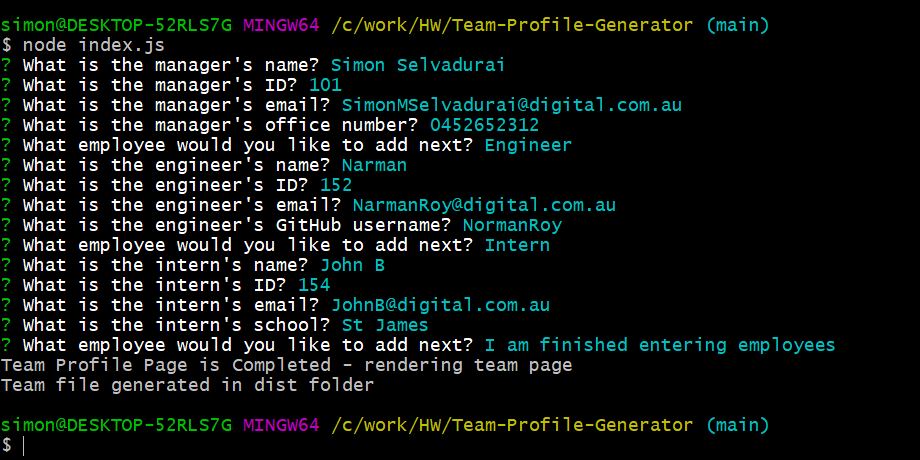 simon@DESKTOP-52RLS7G MINGW64 /c/work/HW/Team-Profile-Generator (main)
$ node index.js
? What is the manager's name? Simon Selvadurai
? What is the manager's ID? 101
? What is the manager's email? SimonMSelvadurai@digital.com.au
? What is the manager's office number? 0452652312
? What employee would you like to add next? Engineer
? What is the engineer's name? Narman
? What is the engineer's ID? 152
? What is the engineer's email? NarmanRoy@digital.com.au
? What is the engineer's GitHub username? NormanRoy
? What employee would you like to add next? Intern
? What is the intern's name? John B
? What is the intern's ID? 154
? What is the intern's email? JohnB@digital.com.au
? What is the intern's school? St James
? What employee would you like to add next? I am finished entering employees
Team Profile Page is Completed - rendering team page
Team file generated in dist folder
simon@DESKTOP-52RLS7G MINGW64 /c/work/HW/Team-Profile-Generator (main)
$